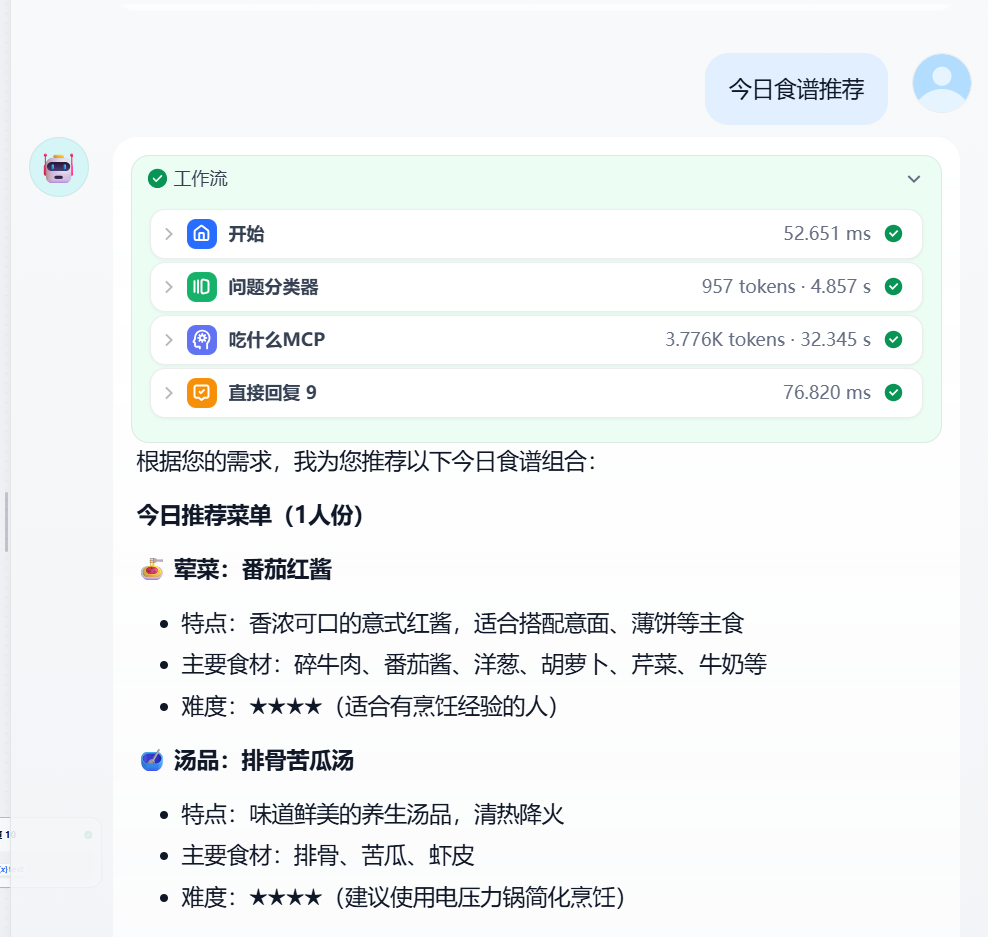 今日食谱推荐
工作流
开始 52.651 ms
问题分类器 957 tokens · 4.857 s
吃什么MCP 3.776K tokens · 32.345 s
直接回复 9 76.820 ms
根据您的需求，我为您推荐以下今日食谱组合：
今日推荐菜单（1人份）
荤菜：番茄红酱
特点：香浓可口的意式红酱，适合搭配意面、薄饼等主食
主要食材：碎牛肉、番茄酱、洋葱、胡萝卜、芹菜、牛奶等
难度：★★★★（适合有烹饪经验的人）
汤品：排骨苦瓜汤
特点：味道鲜美的养生汤品，清热降火
主要食材：排骨、苦瓜、虾皮
难度：★★★★（建议使用电压力锅简化烹饪）
10